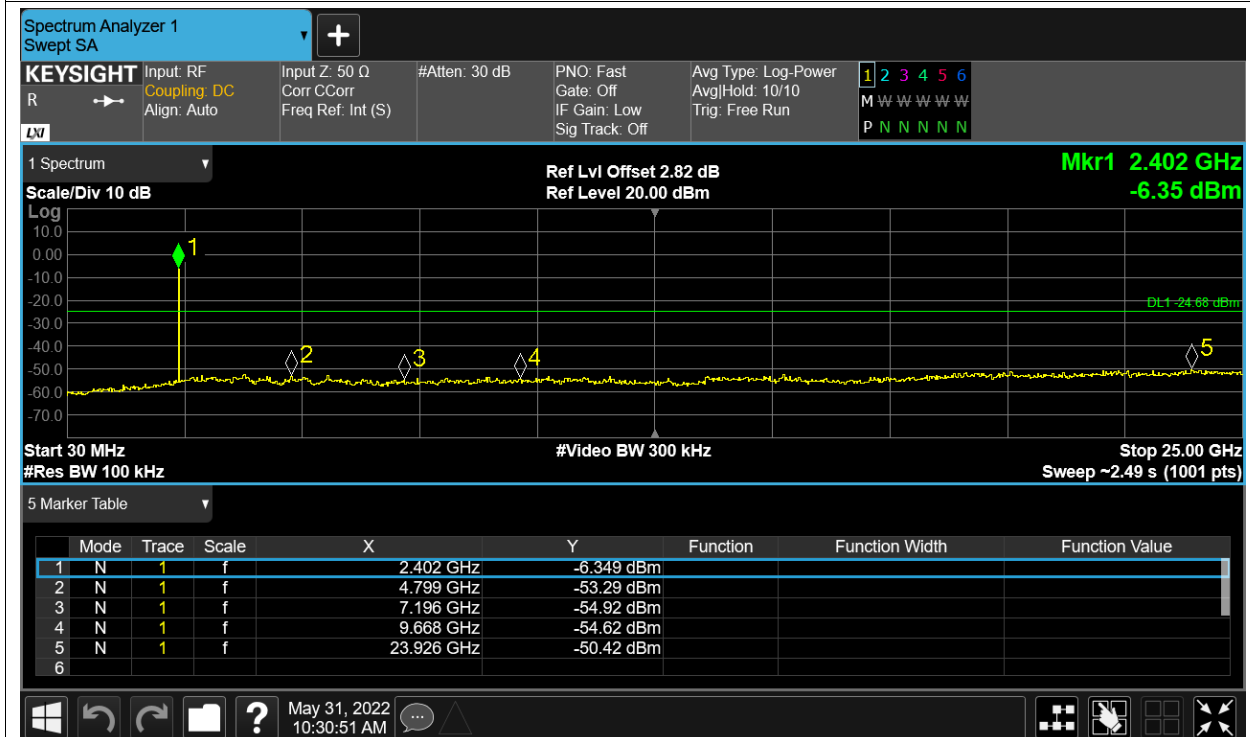 Spectrum Analyzer 1
Swept SA
+
KEYSIGHT Input: RF Input Z: 50 Ω #Atten: 30 dB PNO: Fast Avg Type: Log-Power 1 2 3 4 5 6
R Coupling: DC Corr CCorr Gate: Off Avg|Hold: 10/10 M W W W W W
Align: Auto Freq Ref: Int (S) IF Gain: Low Trig: Free Run
LXI Sig Track: Off P N N N N N
1 Spectrum Ref Lvl Offset 2.82 dB Mkr1 2.402 GHz
Scale/Div 10 dB Ref Level 20.00 dBm -6.35 dBm
Log
10.0
1
0.00
-10.0
-20.0
DL1 -24.68 dBm
-30.0
-40.0
2 3 4 5
-50.0
-60.0
-70.0
Start 30 MHz #Video BW 300 kHz Stop 25.00 GHz
#Res BW 100 kHz Sweep ~2.49 s (1001 pts)
5 Marker Table
Mode Trace Scale X Y Function Function Width Function Value
1 N 1 f 2.402 GHz -6.349 dBm
2 N 1 f 4.799 GHz -53.29 dBm
3 N 1 f 7.196 GHz -54.92 dBm
4 N 1 f 9.668 GHz -54.62 dBm
5 N 1 f 23.926 GHz -50.42 dBm
6
? May 31, 2022
10:30:51 AM